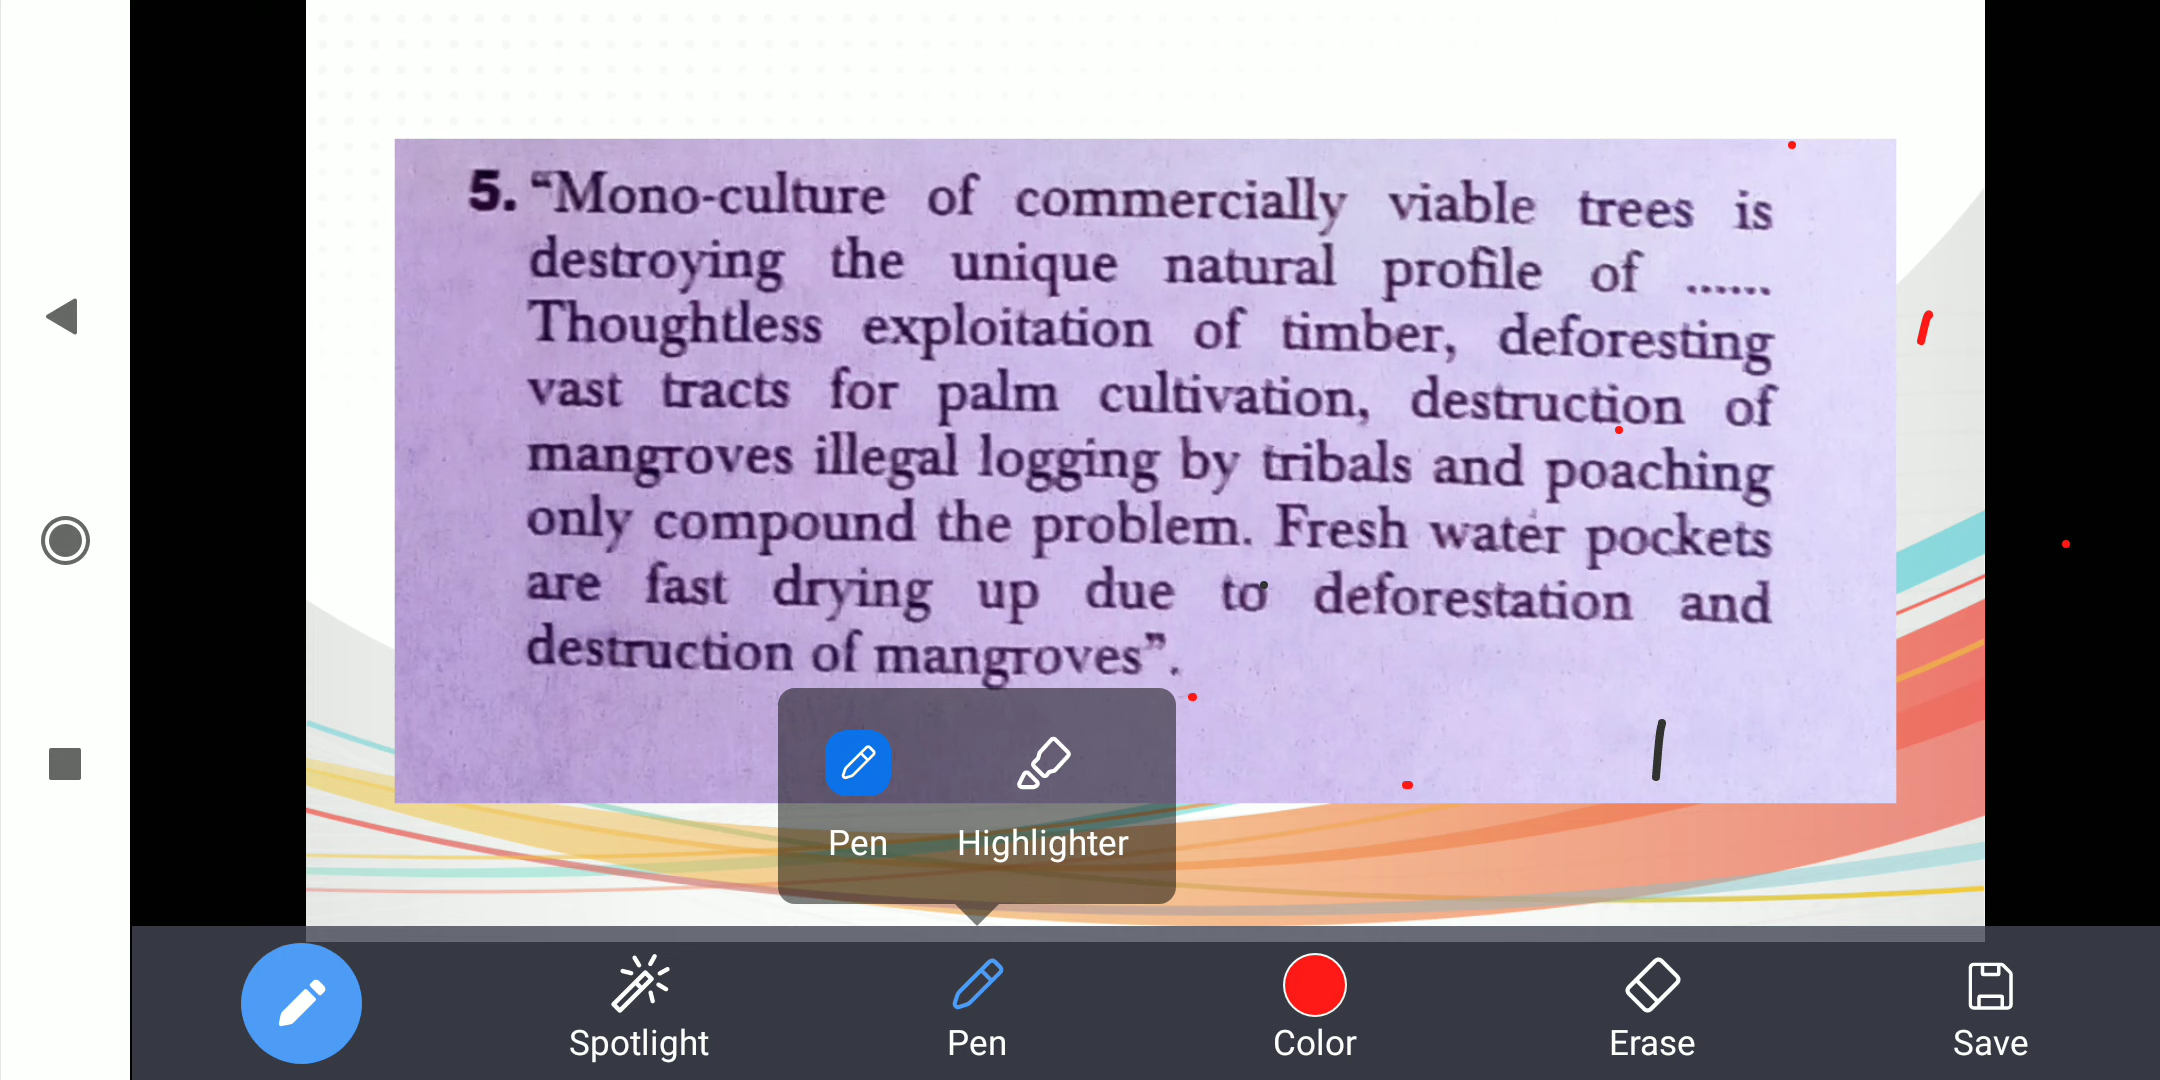 5. “Mono-culture of commercially viable trees is
destroying the unique natural profile of ......
Thoughtless exploitation of timber, deforesting
vast tracts for palm cultivation, destruction of
mangroves illegal logging by tribals and poaching
only compound the problem. Fresh water pockets
are fast drying up due to deforestation and
destruction of mangroves”.
Pen
Highlighter
Spotlight
Pen
Color
Erase
Save